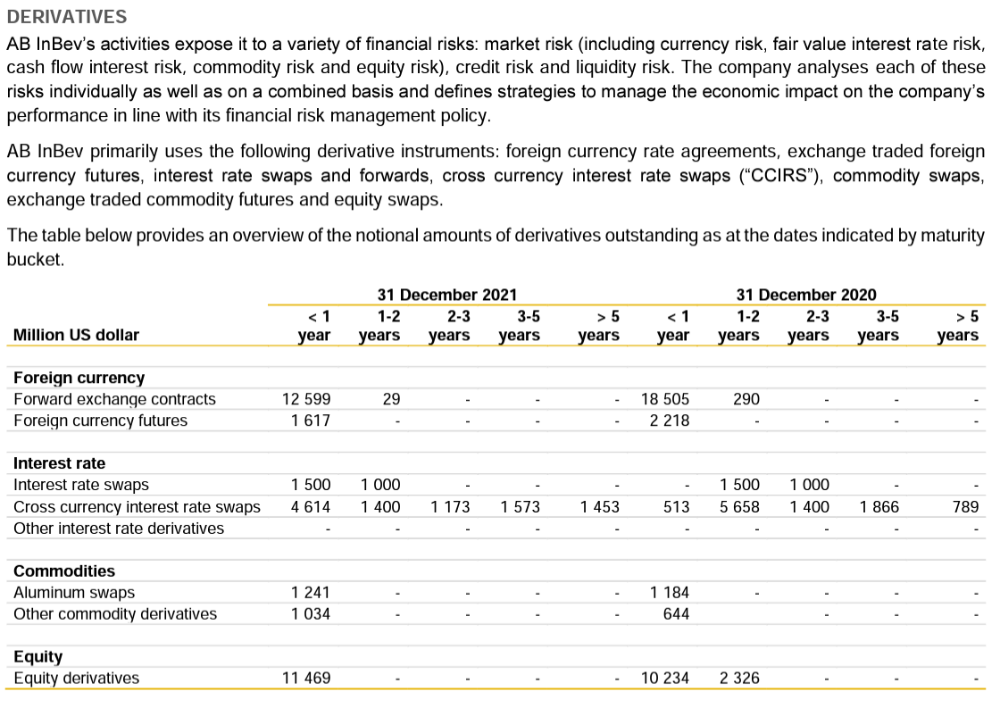 DERIVATIVES
AB InBev’s activities expose it to a variety of financial risks: market risk (including currency risk, fair value interest rate risk,
cash flow interest risk, commodity risk and equity risk), credit risk and liquidity risk. The company analyses each of these
risks individually as well as on a combined basis and defines strategies to manage the economic impact on the company’s
performance in line with its financial risk management policy.
AB InBev primarily uses the following derivative instruments: foreign currency rate agreements, exchange traded foreign
currency futures, interest rate swaps and forwards, cross currency interest rate swaps (“CCIRS”), commodity swaps,
exchange traded commodity futures and equity swaps.
The table below provides an overview of the notional amounts of derivatives outstanding as at the dates indicated by maturity
bucket.
31 December 2021 31 December 2020
< 1 1-2 2-3 3-5 > 5 < 1 1-2 2-3 3-5 > 5
Million US dollar year years years years years year years years years years
Foreign currency
Forward exchange contracts 12 599 29 - - - 18 505 290 - - -
Foreign currency futures 1 617 - - - - 2 218 - - - -
Interest rate
Interest rate swaps 1 500 1 000 - - - - 1 500 1 000 - -
Cross currency interest rate swaps 4 614 1 400 1 173 1 573 1 453 513 5 658 1 400 1 866 789
Other interest rate derivatives - - - - - - - - - -
Commodities
Aluminum swaps 1 241 - - - - 1 184 - - - -
Other commodity derivatives 1 034 - - - - 644 - - -
Equity
Equity derivatives 11 469 - - - - 10 234 2 326 - - -